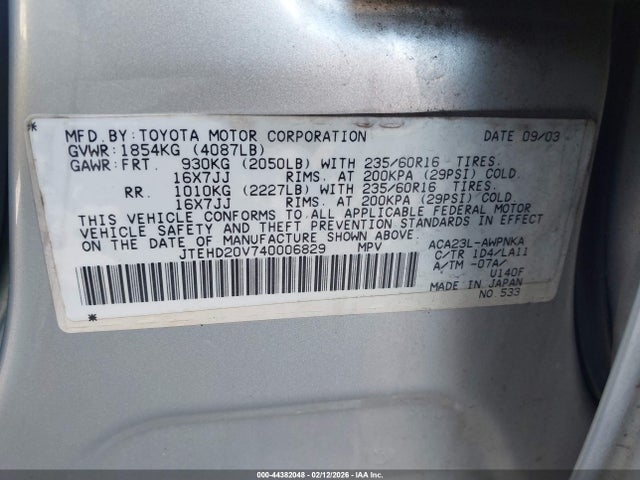 MFD.BY:TOYOTA MOTOR CORPORATION DATE 09/03
GVWR:1854KG (4087LB)
GAWR:FRT. 930KG (2050LB) WITH 235/60R16 TIRES.
16X7JJ RIMS. AT 200KPA (29PSI) COLD.
RR. 1010KG (2227LB) WITH 235/60R16 TIRES.
16X7JJ RIMS. AT 200KPA (29PSI) COLD.
THIS VEHICLE CONFORMS TO ALL APPLICABLE FEDERAL MOTOR
VEHICLE SAFETY AND THEFT PREVENTION STANDARDS IN EFFECT
ON THE DATE OF MANUFACTURE SHOWN ABOVE.
JTEHD20V740006829 MPV
ACA23L-AWPNKA
C/TR 1D4/LA11
A/TM -07A/
U140F
MADE IN JAPAN
NO.533
000-44382048 - 02/12/2026 - IAA, Inc.